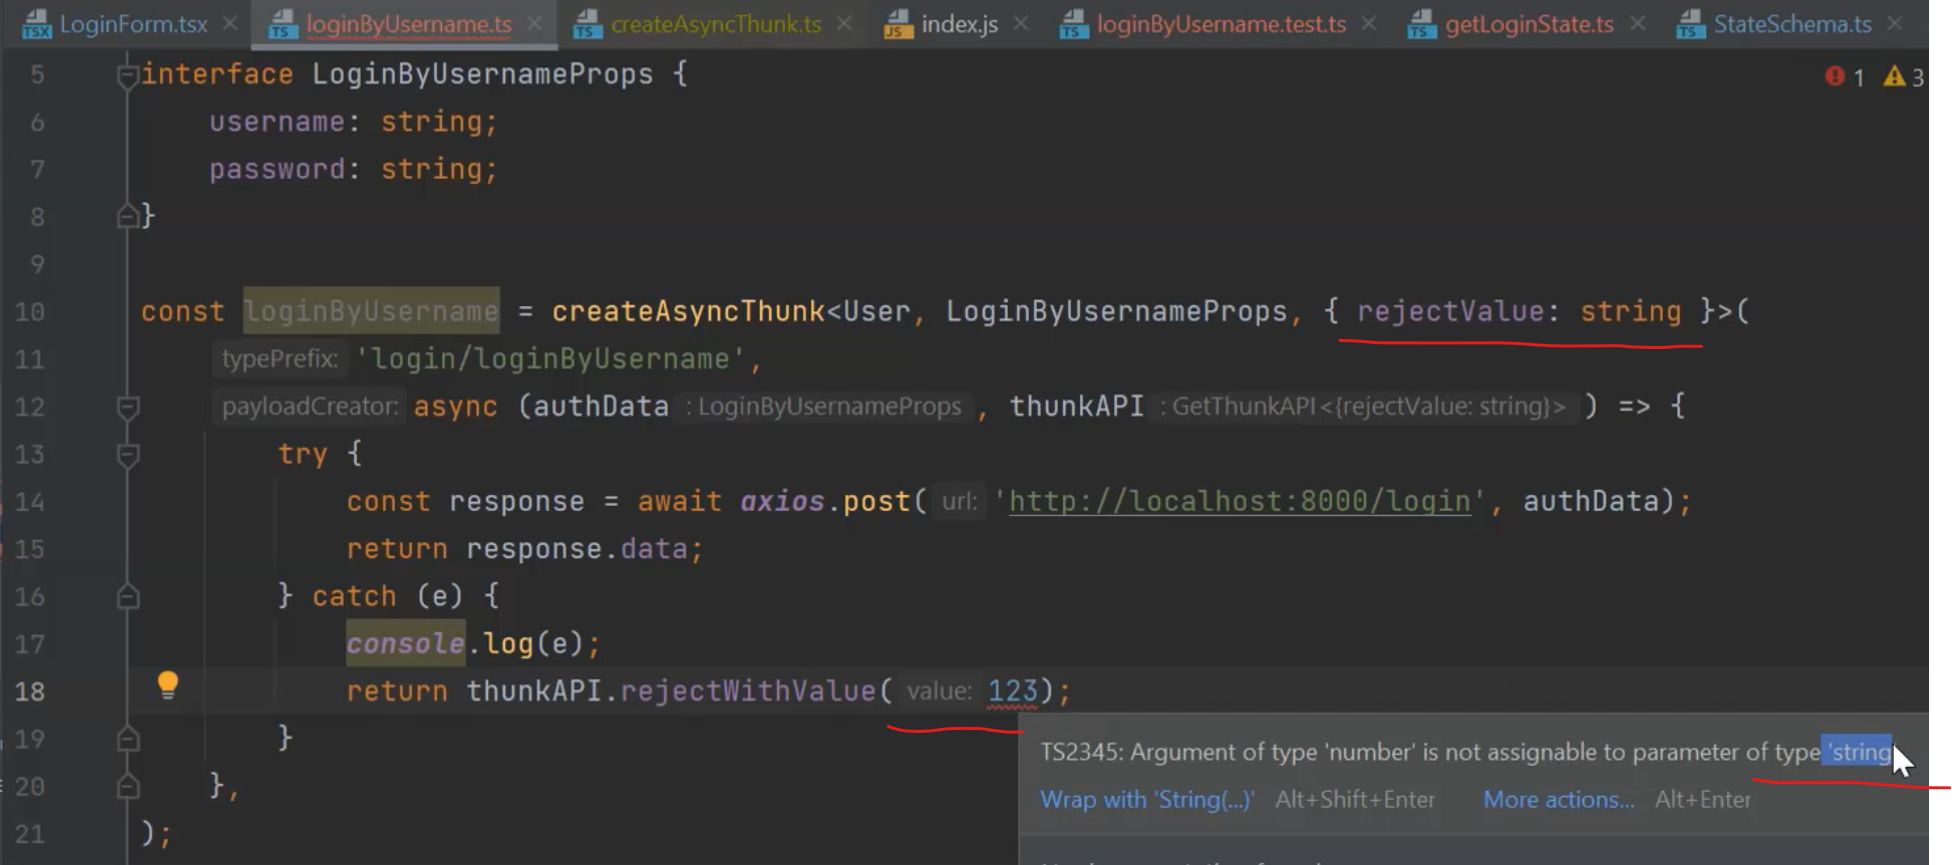 LoginForm.tsx loginByUsername.ts createAsyncThunk.ts index.js loginByUsername.test.ts getLoginState.ts StateSchema.ts
5 interface LoginByUsernameProps { 1 3
6 username: string;
7 password: string;
8 }
9
10 const loginByUsername = createAsyncThunk<User, LoginByUsernameProps, { rejectValue: string }>(
11 typePrefix: 'login/loginByUsername',
12 payloadCreator: async (authData : LoginByUsernameProps , thunkAPI : GetThunkAPI<{rejectValue: string}> ) => {
13 try {
14 const response = await axios.post( url: 'http://localhost:8000/login', authData);
15 return response.data;
16 } catch (e) {
17 console.log(e);
18 return thunkAPI.rejectWithValue( value: 123);
19 }
20 },
21 );
TS2345: Argument of type 'number' is not assignable to parameter of type 'string
Wrap with 'String(...)' Alt+Shift+Enter More actions... Alt+Enter